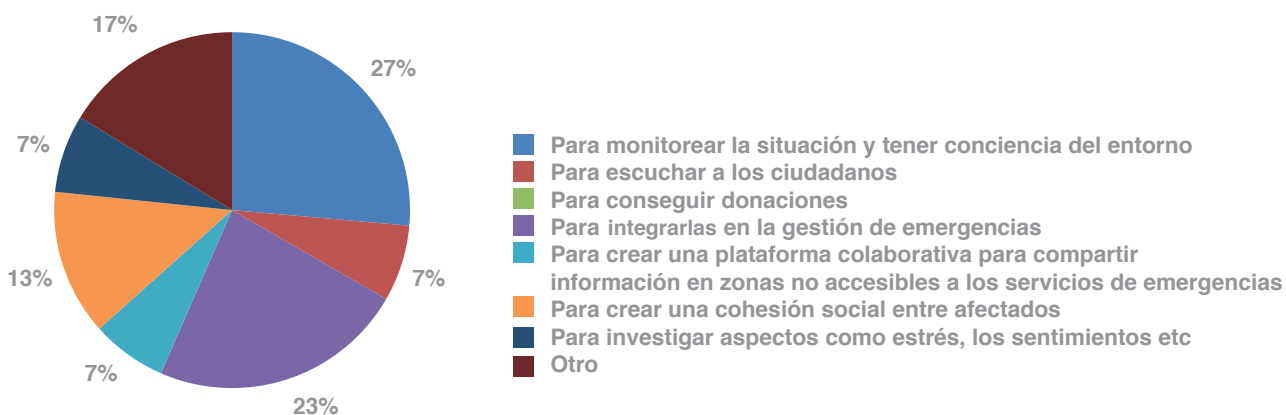 17%
27%
7%
13%
7%
7%
23%
Para monitorear la situación y tener conciencia del entorno
Para escuchar a los ciudadanos
Para conseguir donaciones
Para integrarlas en la gestión de emergencias
Para crear una plataforma colaborativa para compartir
información en zonas no accesibles a los servicios de emergencias
Para crear una cohesión social entre afectados
Para investigar aspectos como estrés, los sentimientos etc
Otro